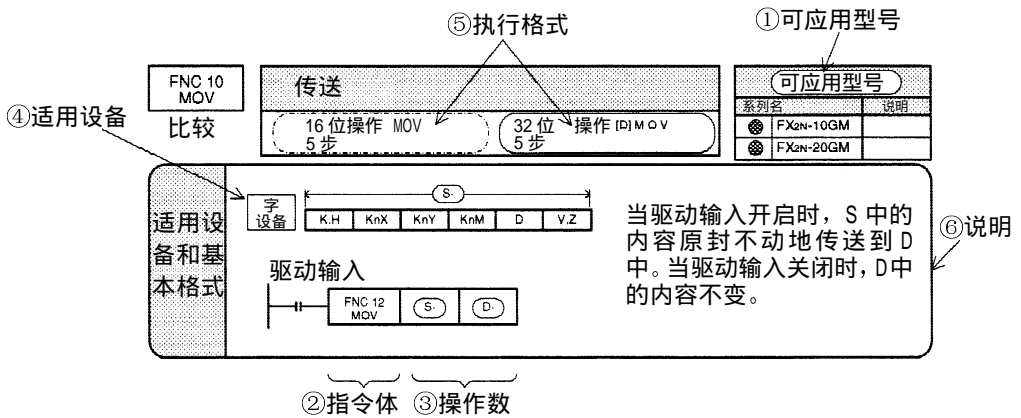 ⑤执行格式
①可应用型号
FNC 10
MOV
传送
可应用型号
系列名 说明
④适用设备
比较
16 位操作 MOV
5 步
32 位 操作 [D] M O V
5 步
FX2N-10GM
FX2N-20GM
适用设
备和基
本格式
字
设备
S·
K.H KnX KnY KnM D V.Z
当驱动输入开启时，S 中的
内容原封不动地传送到 D
中。当驱动输入关闭时，D中
的内容不变。
⑥说明
驱动输入
FNC 12
MOV
S·
D·
②指令体 ③操作数